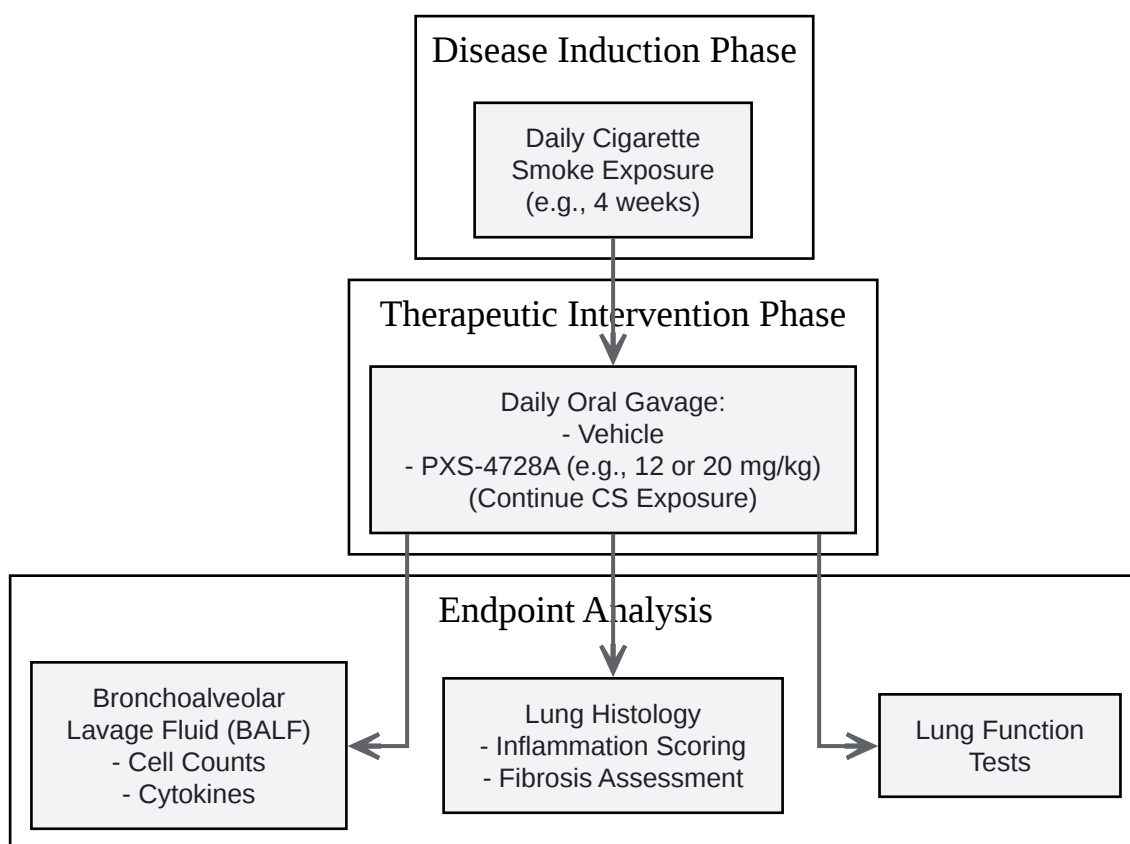 Disease Induction Phase
Daily Cigarette
Smoke Exposure
(e.g., 4 weeks)
Therapeutic Intervention Phase
Daily Oral Gavage:
- Vehicle
- PXS-4728A (e.g., 12 or 20 mg/kg)
(Continue CS Exposure)
Endpoint Analysis
Bronchoalveolar
Lavage Fluid (BALF)
- Cell Counts
- Cytokines
Lung Histology
- Inflammation Scoring
- Fibrosis Assessment
Lung Function
Tests